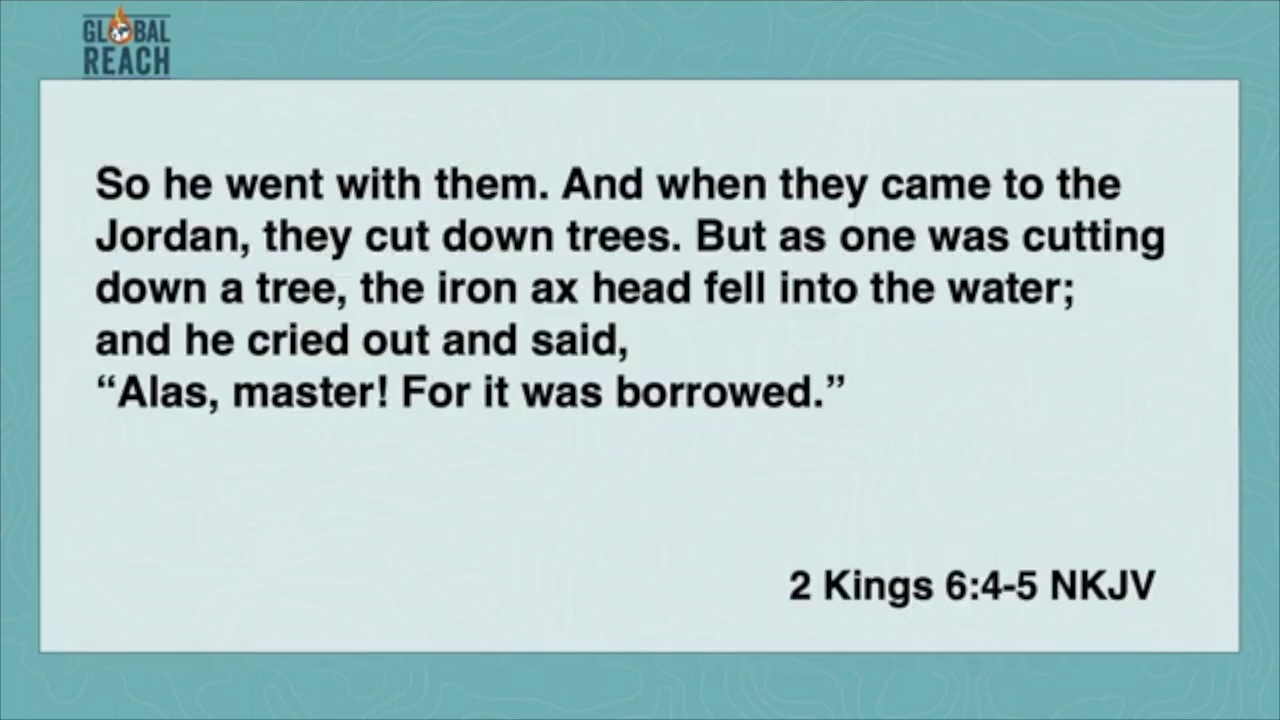 GLOBAL
REACH
So he went with them. And when they came to the
Jordan, they cut down trees. But as one was cutting
down a tree, the iron ax head fell into the water;
and he cried out and said,
“Alas, master! For it was borrowed.”
2 Kings 6:4-5 NKJV